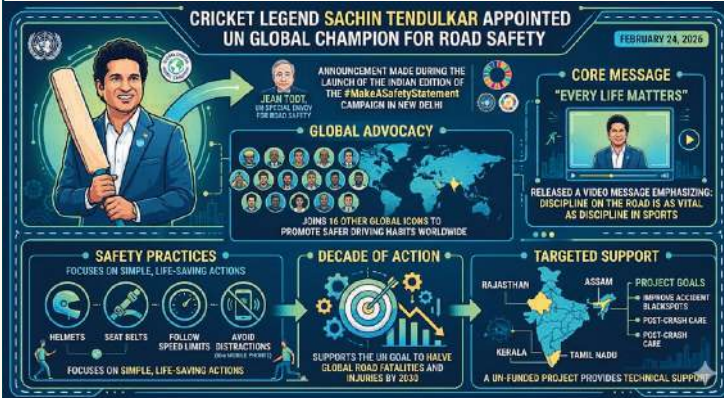 CRICKET LEGEND SACHIN TENDULKAR APPOINTED
UN GLOBAL CHAMPION FOR ROAD SAFETY
FEBRUARY 24, 2026
JEAN TODT,
UN SPECIAL ENVOY
FOR ROAD SAFETY
ANNOUNCEMENT MADE DURING THE
LAUNCH OF THE INDIAN EDITION OF
THE #MakeASafetyStatement
CAMPAIGN IN NEW DELHI
CORE MESSAGE
"EVERY LIFE MATTERS"
RELEASED A VIDEO MESSAGE EMPHASIZING:
DISCIPLINE ON THE ROAD IS AS VITAL
AS DISCIPLINE IN SPORTS
GLOBAL ADVOCACY
JOINS 16 OTHER GLOBAL ICONS TO
PROMOTE SAFER DRIVING HABITS WORLDWIDE
SAFETY PRACTICES
FOCUSES ON SIMPLE, LIFE-SAVING ACTIONS
HELMETS
SEAT BELTS
FOLLOW
SPEED LIMITS
AVOID
DISTRACTIONS
MOBILE PHONES)
FOCUSES ON SIMPLE, LIFE-SAVING ACTIONS
DECADE OF ACTION
SUPPORTS THE UN GOAL TO HALVE
GLOBAL ROAD FATALITIES AND
INJURIES BY 2030
TARGETED SUPPORT
RAJASTHAN
ASSAM
KERALA
TAMIL NADU
PROJECT GOALS
IMPROVE ACCIDENT
BLACKSPOTS
POST-CRASH CARE
POST-CRASH
CARE
A UN-FUNDED PROJECT PROVIDES TECHNICAL SUPPORT